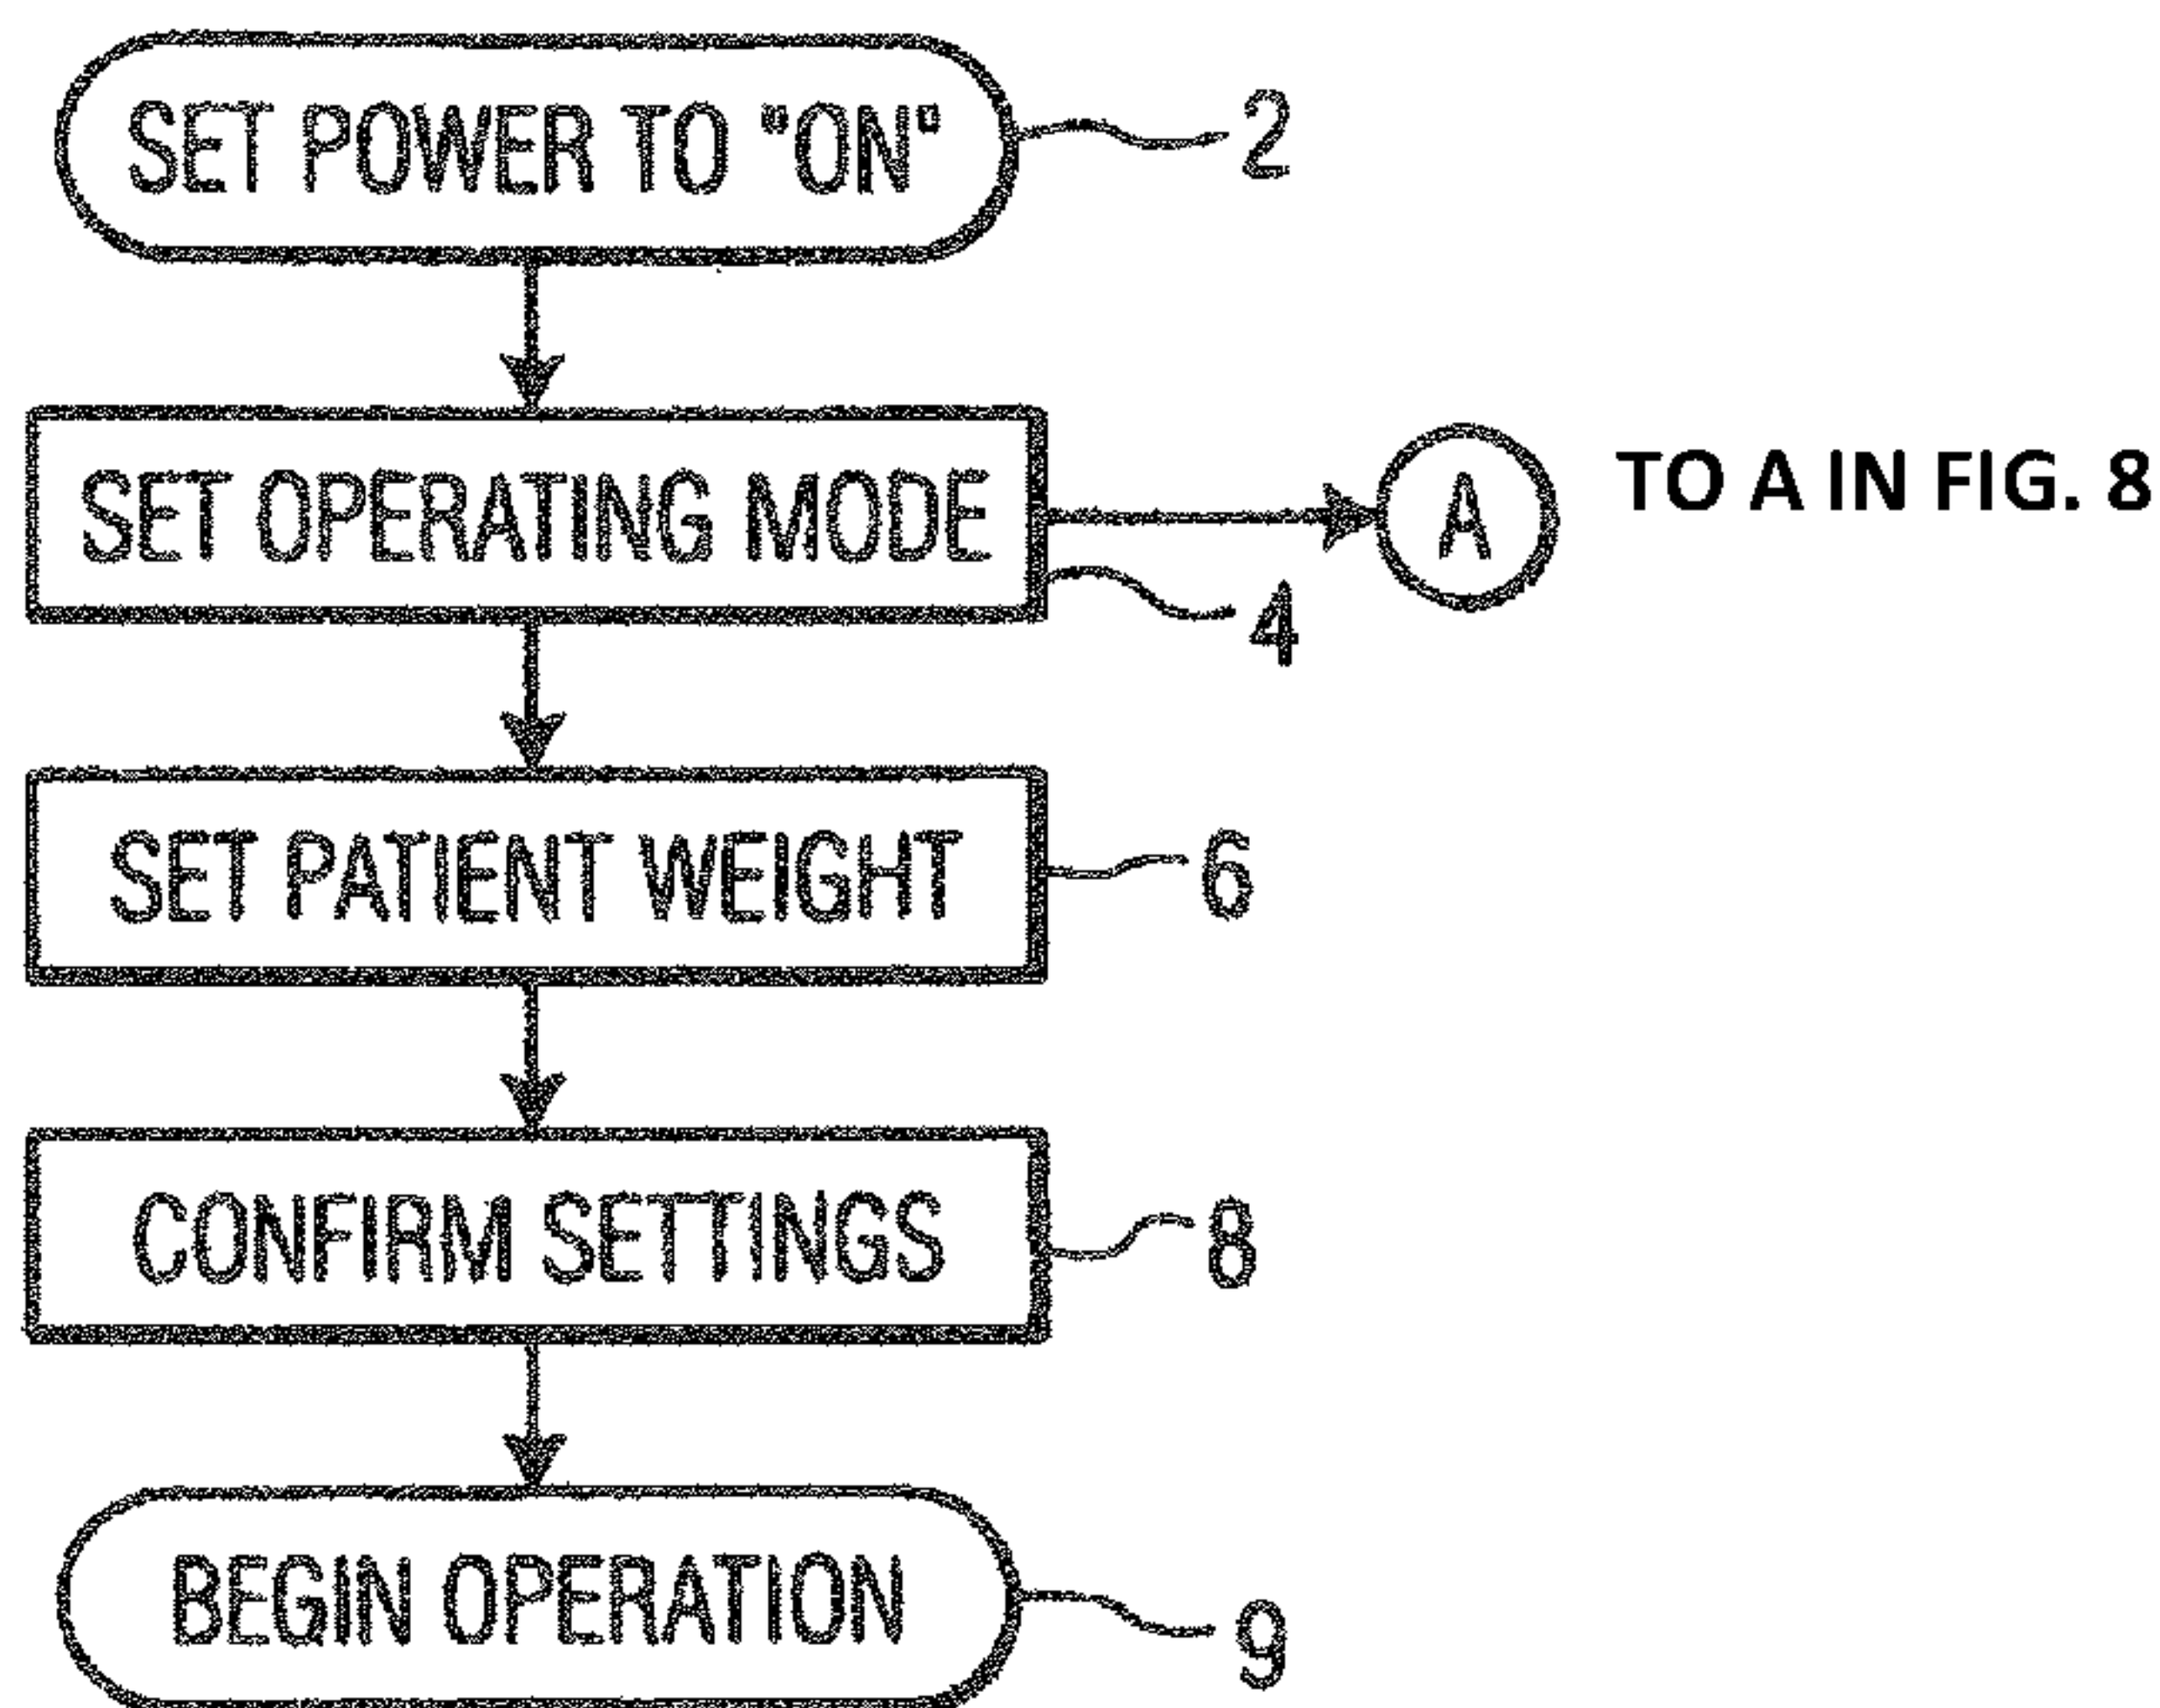 SET POWER TO "ON"
2
SET OPERATING MODE
A
TO A IN FIG. 8
4
SET PATIENT WEIGHT
6
CONFIRM SETTINGS
8
BEGIN OPERATION
9